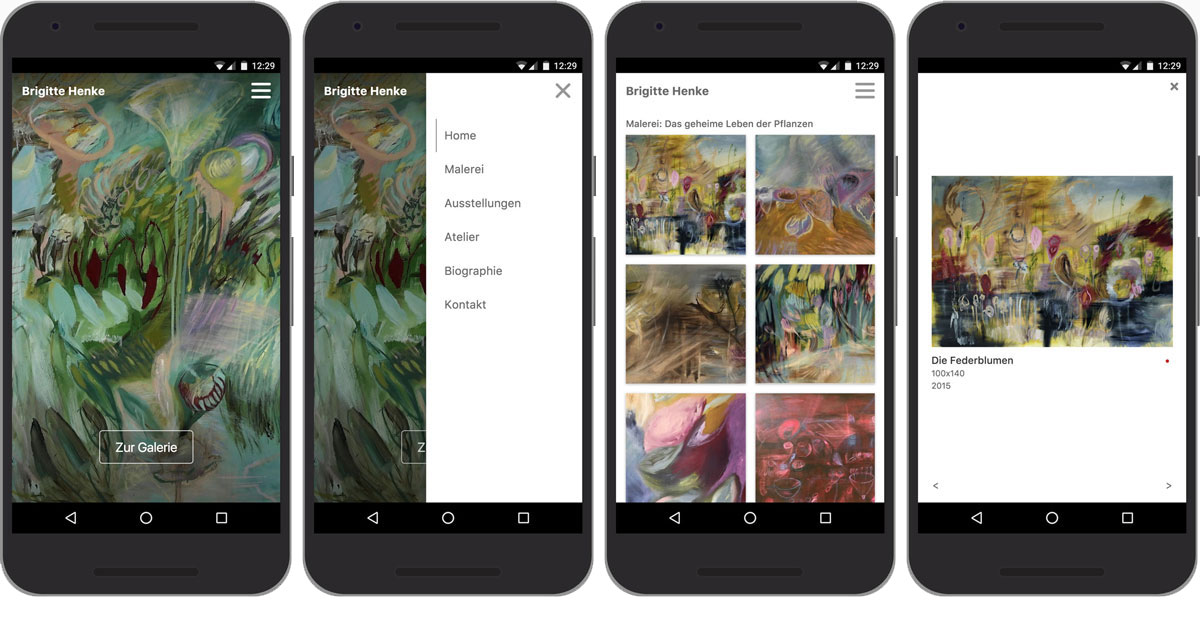 12:29
Brigitte Henke
Zur Galerie
12:29
Brigitte Henke
Home
Malerei
Ausstellungen
Atelier
Biographie
Kontakt
Z
12:29
Brigitte Henke
Malerei: Das geheime Leben der Pflanzen
12:29
Die Federblumen
100x140
2015
< >